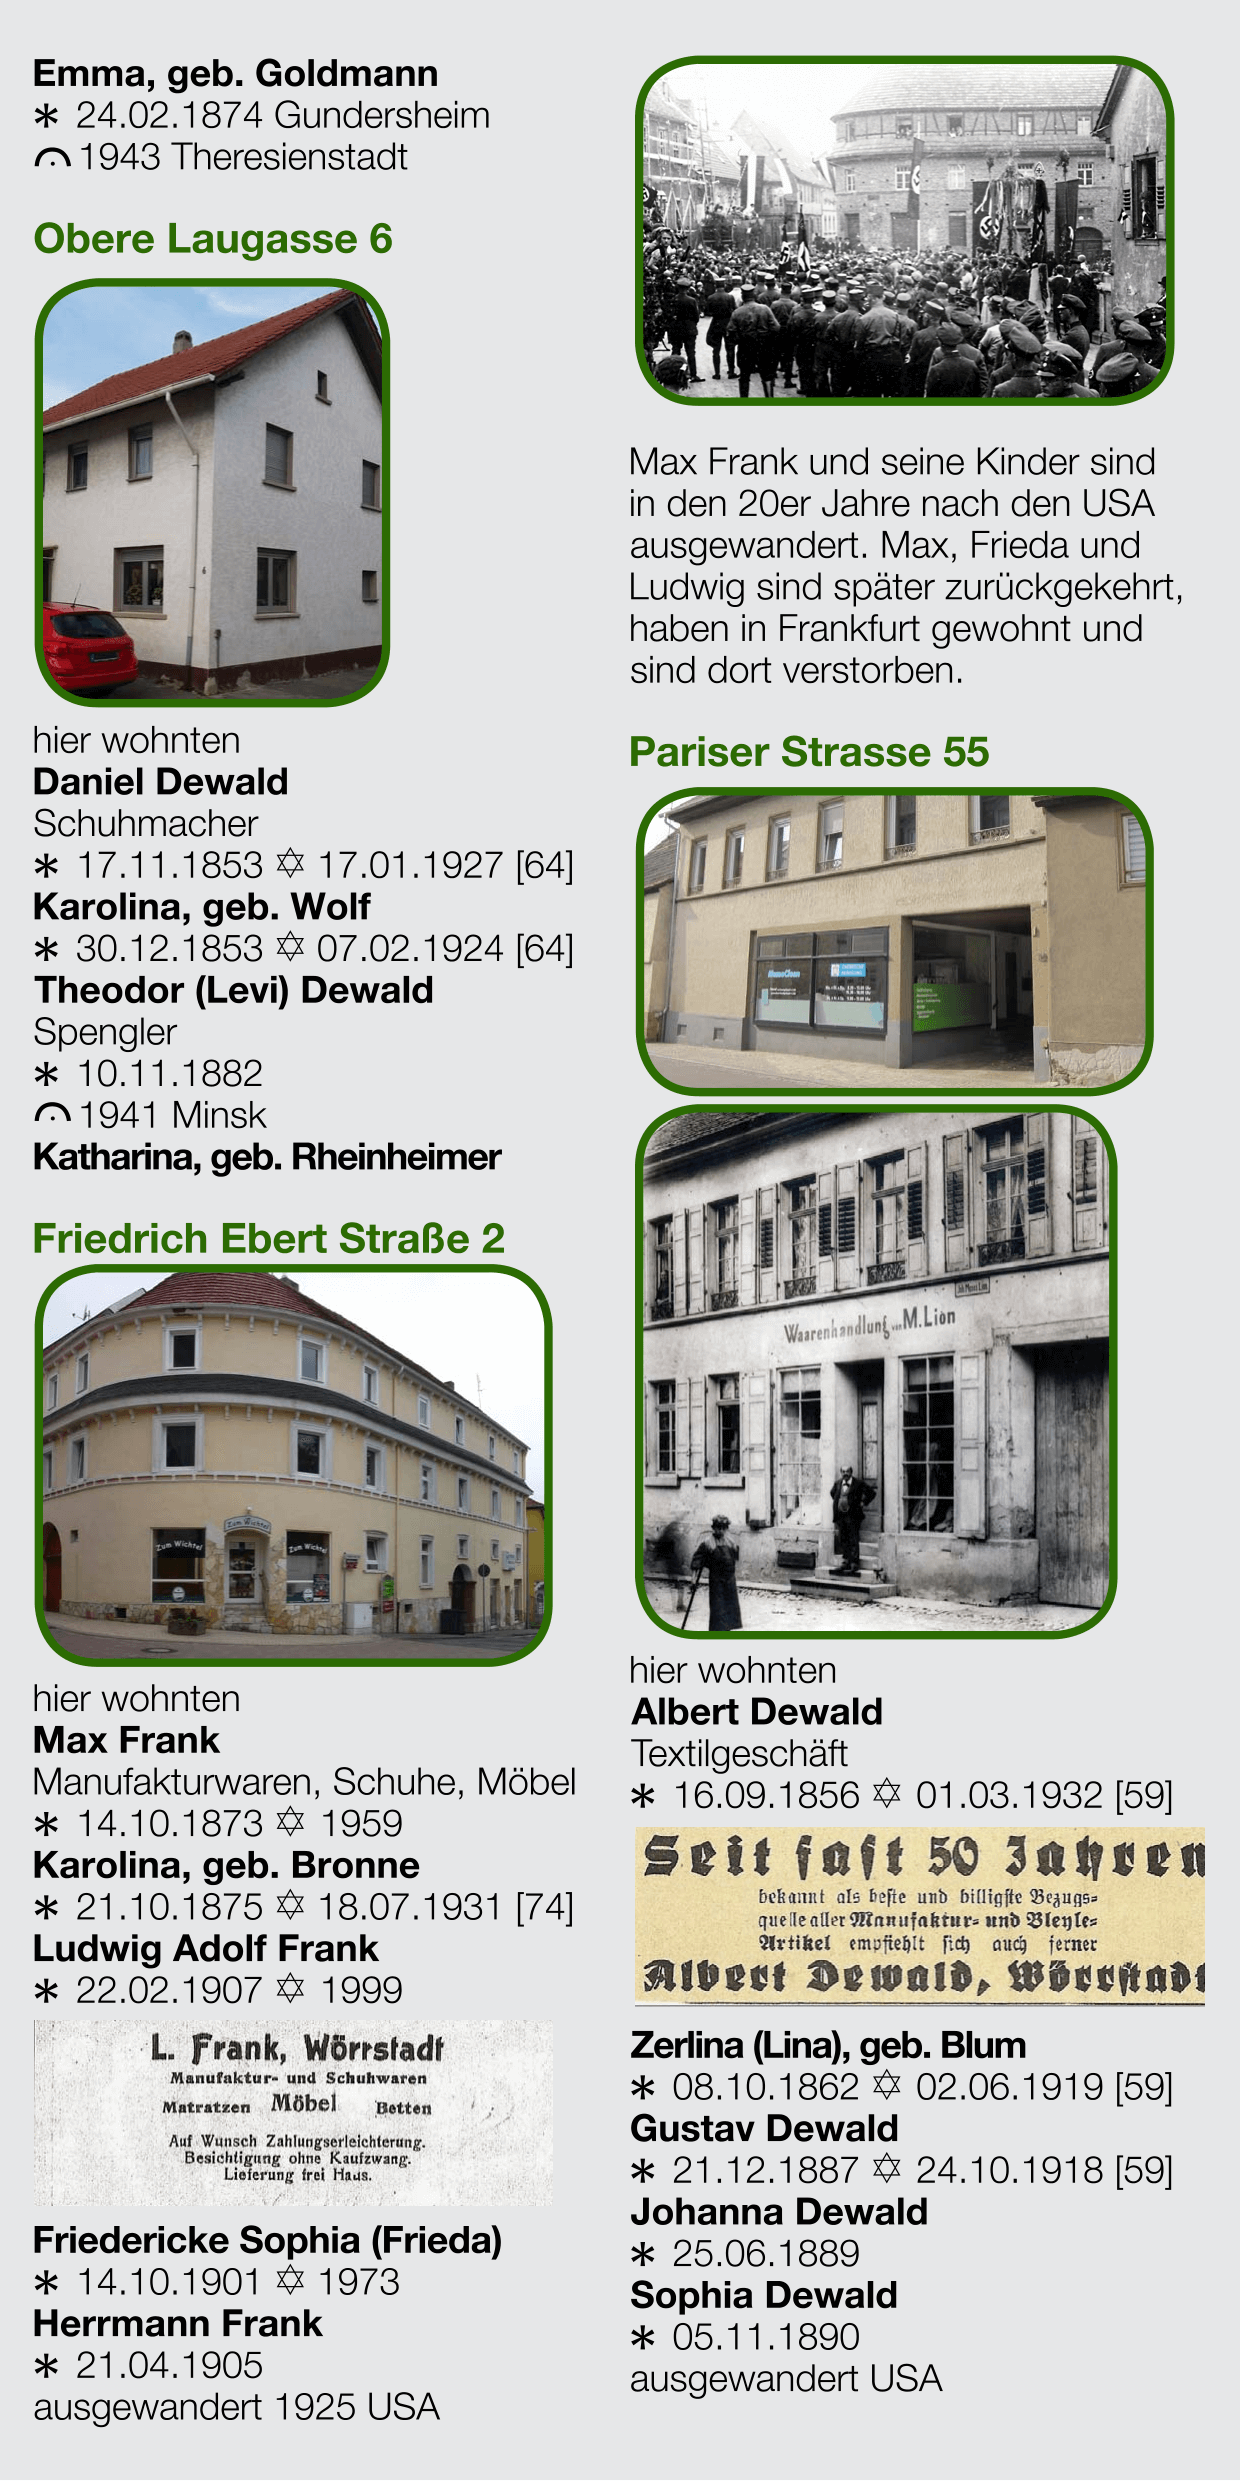 Emma, geb. Goldmann
* 24.02.1874 Gundersheim
1943 Theresienstadt
Obere Laugasse 6
hier wohnten
Daniel Dewald
Schuhmacher
* 17.11.1853 ✡ 17.01.1927 [64]
Karolina, geb. Wolf
* 30.12.1853 ✡ 07.02.1924 [64]
Theodor (Levi) Dewald
Spengler
* 10.11.1882
1941 Minsk
Katharina, geb. Rheinheimer
Friedrich Ebert Straße 2
Zum Wichtel
Zum Wichtel
Zum Wichtel
hier wohnten
Max Frank
Manufakturwaren, Schuhe, Möbel
* 14.10.1873 ✡ 1959
Karolina, geb. Bronne
* 21.10.1875 ✡ 18.07.1931 [74]
Ludwig Adolf Frank
* 22.02.1907 ✡ 1999
L. Frank, Wörrstadt
Manufaktur- und Schuhwaren
Matratzen Möbel Betten
Auf Wunsch Zahlungserleichterung.
Besichtigung ohne Kaufzwang.
Lieferung frei Haus.
Friedericke Sophia (Frieda)
* 14.10.1901 ✡ 1973
Herrmann Frank
* 21.04.1905
ausgewandert 1925 USA
Max Frank und seine Kinder sind
in den 20er Jahre nach den USA
ausgewandert. Max, Frieda und
Ludwig sind später zurückgekehrt,
haben in Frankfurt gewohnt und
sind dort verstorben.
Pariser Strasse 55
Waarenhandlung von M. Lion
hier wohnten
Albert Dewald
Textilgeschäft
* 16.09.1856 ✡ 01.03.1932 [59]
Seit fast 50 Jahren
bekannt als beste und billigste Bezugs-
quelle aller Manufaktur- und Bleyle-
Artikel empfiehlt sich auch ferner
Albert Dewald, Wörrstadt
Zerlina (Lina), geb. Blum
* 08.10.1862 ✡ 02.06.1919 [59]
Gustav Dewald
* 21.12.1887 ✡ 24.10.1918 [59]
Johanna Dewald
* 25.06.1889
Sophia Dewald
* 05.11.1890
ausgewandert USA